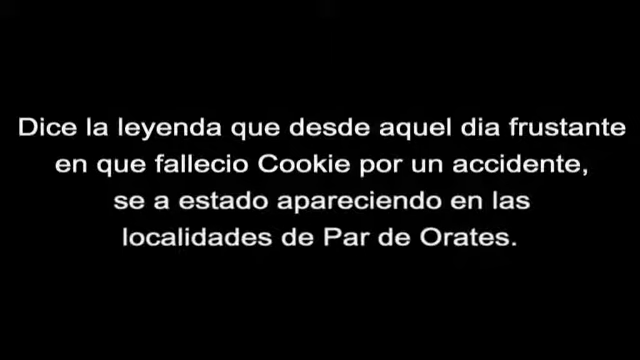 Dice la leyenda que desde aquel dia frustante
en que fallecio Cookie por un accidente,
se a estado apareciendo en las
localidades de Par de Orates.